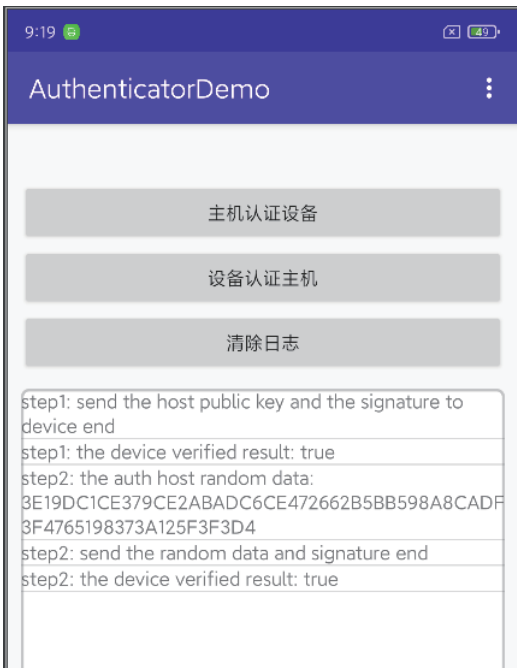 9:19
49
AuthenticatorDemo
主机认证设备
设备认证主机
清除日志
step1: send the host public key and the signature to
device end
step1: the device verified result: true
step2: the auth host random data:
3E19DC1CE379CE2ABADC6CE472662B5BB598A8CADF
3F4765198373A125F3F3D4
step2: send the random data and signature end
step2: the device verified result: true